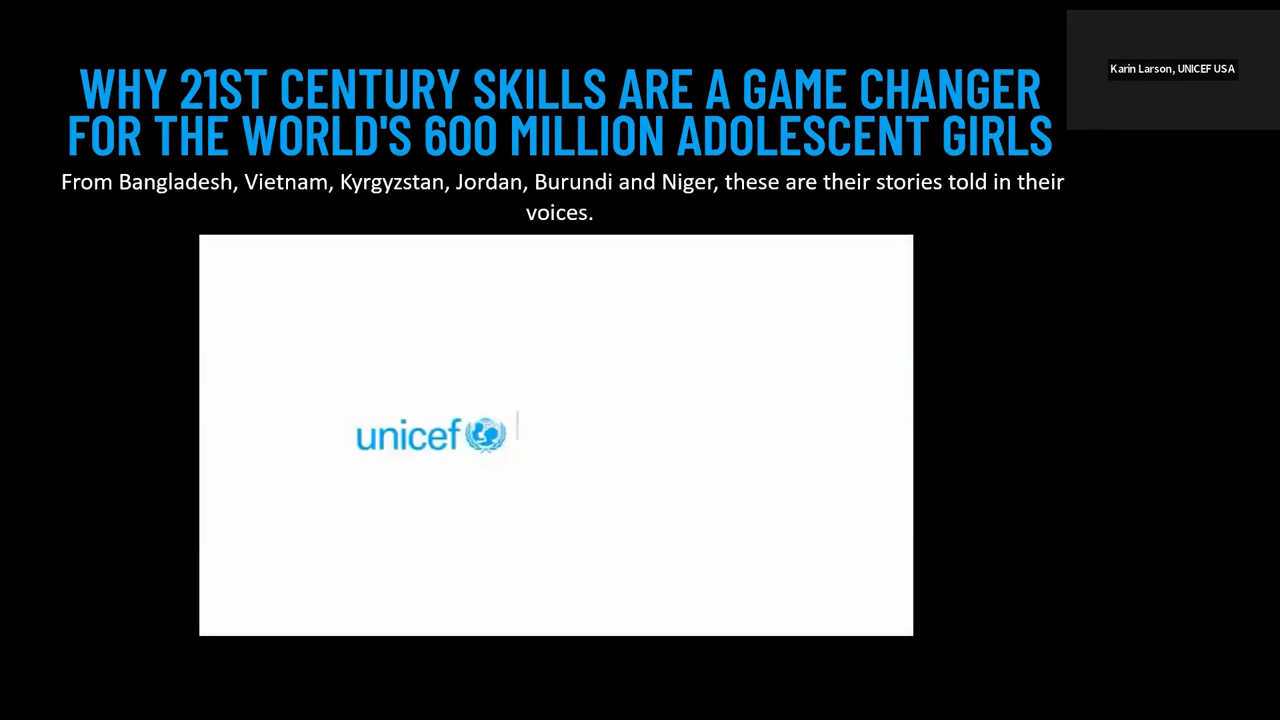 Karin Larson, UNICEF USA
WHY 21ST CENTURY SKILLS ARE A GAME CHANGER
FOR THE WORLD'S 600 MILLION ADOLESCENT GIRLS
From Bangladesh, Vietnam, Kyrgyzstan, Jordan, Burundi and Niger, these are their stories told in their
voices.
unicef